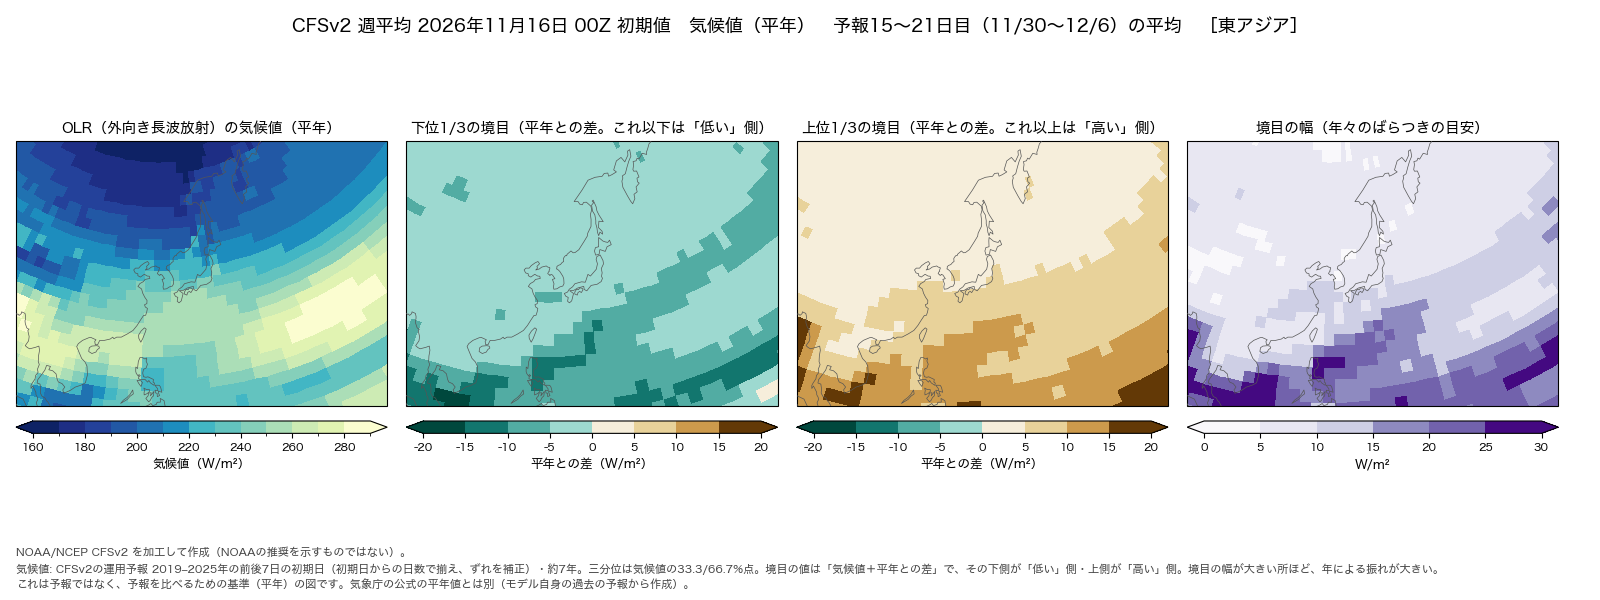 CFSv2 週平均 2026年11月16日 00Z 初期値　気候値（平年）　予報15～21日目（11/30～12/6）の平均　［東アジア］
OLR（外向き長波放射）の気候値（平年）
下位1/3の境目（平年との差。これ以下は「低い」側）
上位1/3の境目（平年との差。これ以上は「高い」側）
境目の幅（年々のばらつきの目安）
160 180 200 220 240 260 280
-20 -15 -10 -5 0 5 10 15 20
-20 -15 -10 -5 0 5 10 15 20
0 5 10 15 20 25 30
気候値（W/m²）
平年との差（W/m²）
平年との差（W/m²）
W/m²
NOAA/NCEP CFSv2 を加工して作成（NOAAの推奨を示すものではない）。
気候値: CFSv2の運用予報 2019–2025年の前後7日の初期日（初期日からの日数で揃え、ずれを補正）・約7年。三分位は気候値の33.3/66.7%点。境目の値は「気候値＋平年との差」で、その下側が「低い」側・上側が「高い」側。境目の幅が大きい所ほど、年による振れが大きい。
これは予報ではなく、予報を比べるための基準（平年）の図です。気象庁の公式の平年値とは別（モデル自身の過去の予報から作成）。